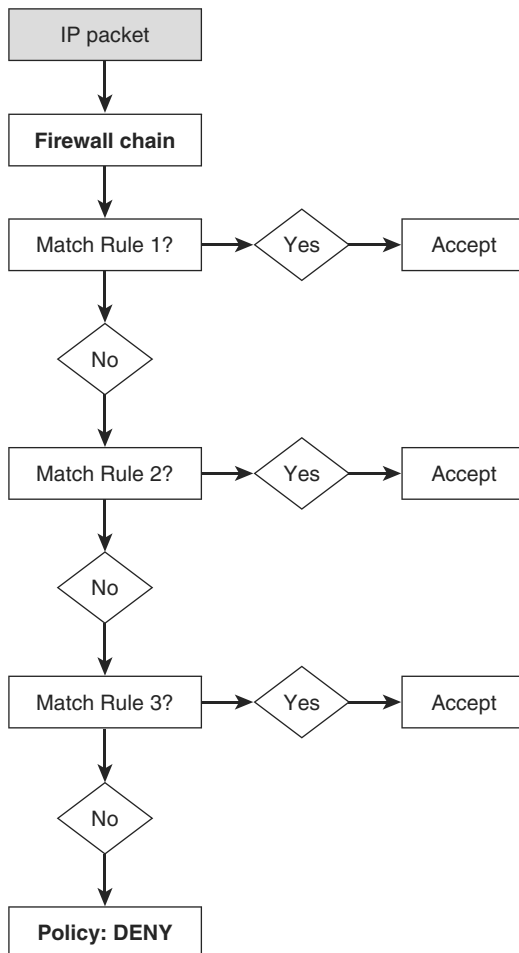 IP packet
Firewall chain
Match Rule 1?
Yes
Accept
No
Match Rule 2?
Yes
Accept
No
Match Rule 3?
Yes
Accept
No
Policy: DENY